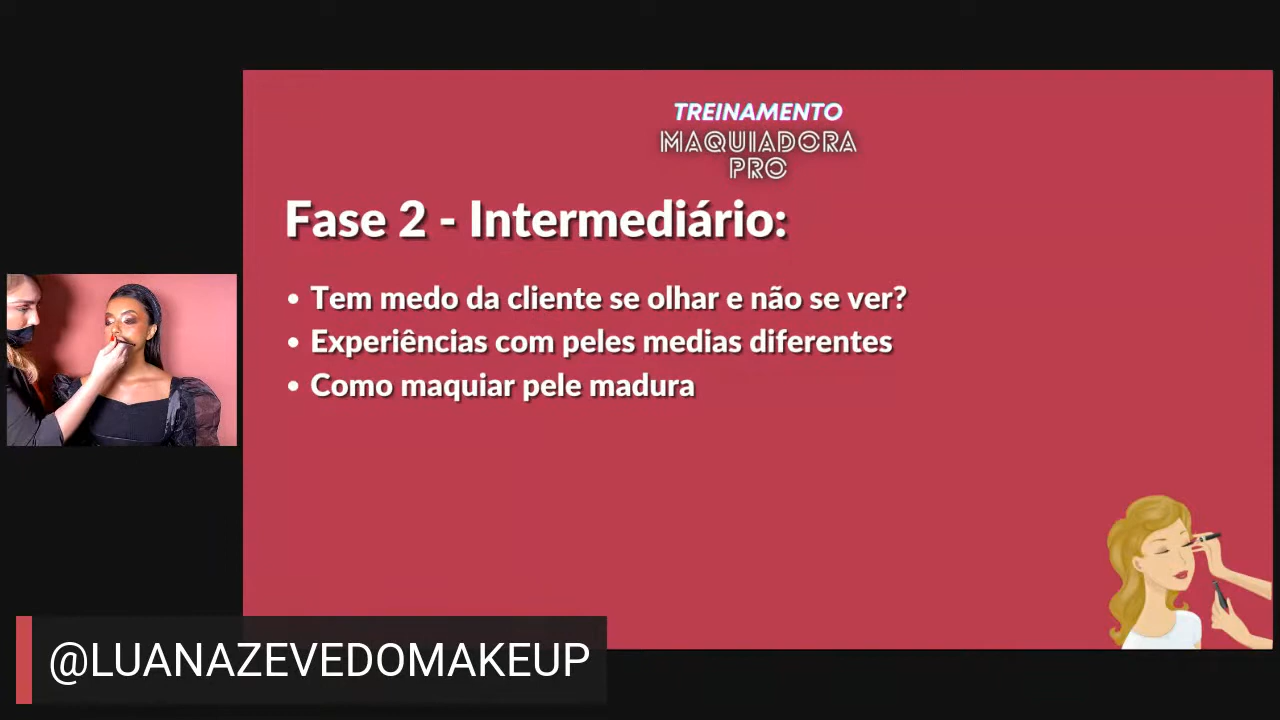 TREINAMENTO
MAQUIADORA
PRO
Fase 2 - Intermediário:
• Tem medo da cliente se olhar e não se ver?
• Experiências com peles medias diferentes
• Como maquiar pele madura
@LUANAZEVEDOMAKEUP